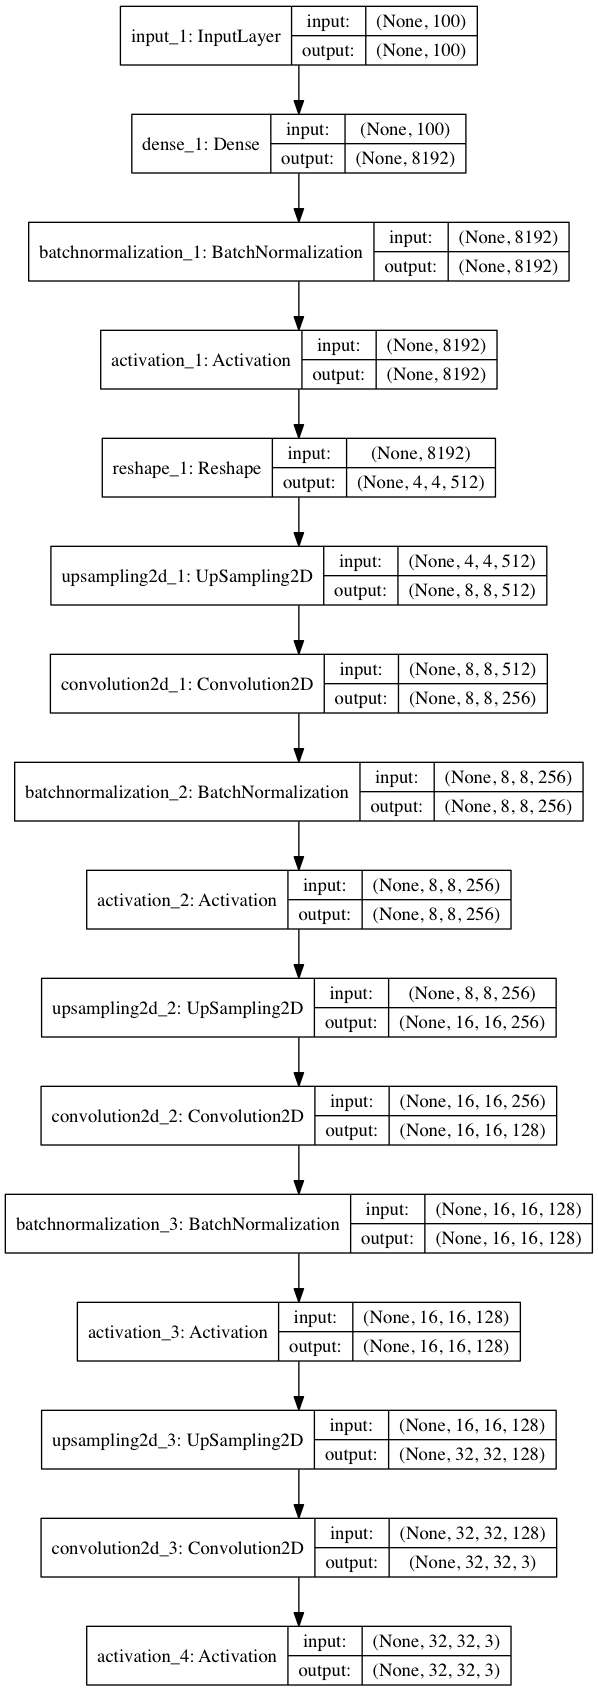 input_1: InputLayer
input: (None, 100)
output: (None, 100)
dense_1: Dense
input: (None, 100)
output: (None, 8192)
batchnormalization_1: BatchNormalization
input: (None, 8192)
output: (None, 8192)
activation_1: Activation
input: (None, 8192)
output: (None, 8192)
reshape_1: Reshape
input: (None, 8192)
output: (None, 4, 4, 512)
upsampling2d_1: UpSampling2D
input: (None, 4, 4, 512)
output: (None, 8, 8, 512)
convolution2d_1: Convolution2D
input: (None, 8, 8, 512)
output: (None, 8, 8, 256)
batchnormalization_2: BatchNormalization
input: (None, 8, 8, 256)
output: (None, 8, 8, 256)
activation_2: Activation
input: (None, 8, 8, 256)
output: (None, 8, 8, 256)
upsampling2d_2: UpSampling2D
input: (None, 8, 8, 256)
output: (None, 16, 16, 256)
convolution2d_2: Convolution2D
input: (None, 16, 16, 256)
output: (None, 16, 16, 128)
batchnormalization_3: BatchNormalization
input: (None, 16, 16, 128)
output: (None, 16, 16, 128)
activation_3: Activation
input: (None, 16, 16, 128)
output: (None, 16, 16, 128)
upsampling2d_3: UpSampling2D
input: (None, 16, 16, 128)
output: (None, 32, 32, 128)
convolution2d_3: Convolution2D
input: (None, 32, 32, 128)
output: (None, 32, 32, 3)
activation_4: Activation
input: (None, 32, 32, 3)
output: (None, 32, 32, 3)